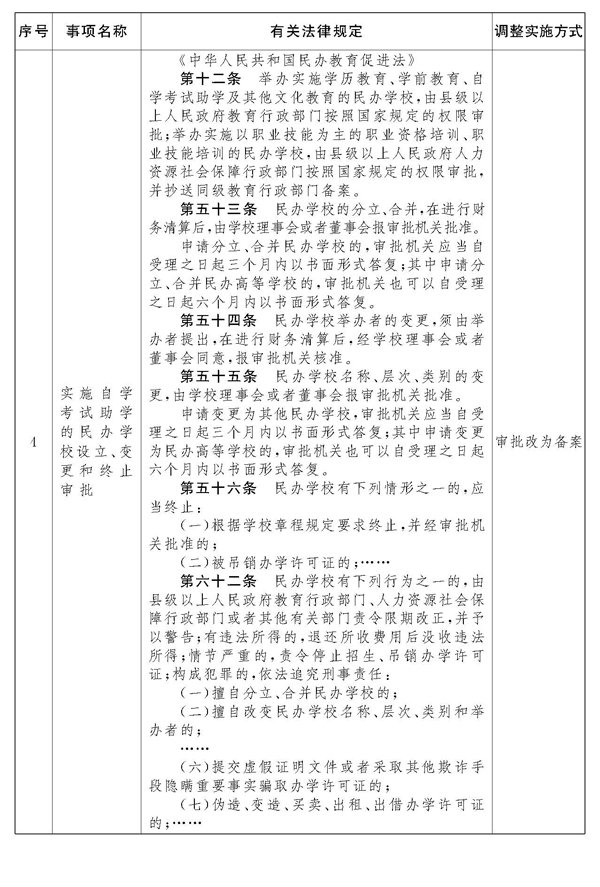 序号 事项名称 有关法律规定 调整实施方式
4
实施自学
考试助学
的民办学
校设立、变
更和终止
审批
《中华人民共和国民办教育促进法》
第十二条 举办实施学历教育、学前教育、自
学考试助学及其他文化教育的民办学校,由县级以
上人民政府教育行政部门按照国家规定的权限审
批;举办实施以职业技能为主的职业资格培训、职
业技能培训的民办学校,由县级以上人民政府人力
资源社会保障行政部门按照国家规定的权限审批,
并抄送同级教育行政部门备案。
第五十三条 民办学校的分立、合并,在进行财
务清算后,由学校理事会或者董事会报审批机关批准。
申请分立、合并民办学校的,审批机关应当自
受理之日起三个月内以书面形式答复;其中申请分
立、合并民办高等学校的,审批机关也可以自受理
之日起六个月内以书面形式答复。
第五十四条 民办学校举办者的变更,须由举
办者提出,在进行财务清算后,经学校理事会或者
董事会同意,报审批机关核准。
第五十五条 民办学校名称、层次、类别的变
更,由学校理事会或者董事会报审批机关批准。
申请变更为其他民办学校,审批机关应当自受
理之日起三个月内以书面形式答复;其中申请变更
为民办高等学校的,审批机关也可以自受理之日起
六个月内以书面形式答复。
第五十六条 民办学校有下列情形之一的,应
当终止:
(一)根据学校章程规定要求终止,并经审批机
关批准的;
(二)被吊销办学许可证的;……
第六十二条 民办学校有下列行为之一的,由
县级以上人民政府教育行政部门、人力资源社会保
障行政部门或者其他有关部门责令限期改正,并予
以警告;有违法所得的,退还所收费用后没收违法
所得;情节严重的,责令停止招生、吊销办学许可
证;构成犯罪的,依法追究刑事责任:
(一)擅自分立、合并民办学校的;
(二)擅自改变民办学校名称、层次、类别和举
办者的;
……
(六)提交虚假证明文件或者采取其他欺诈手
段隐瞒重要事实骗取办学许可证的;
(七)伪造、变造、买卖、出租、出借办学许可证
的;……
审批改为备案